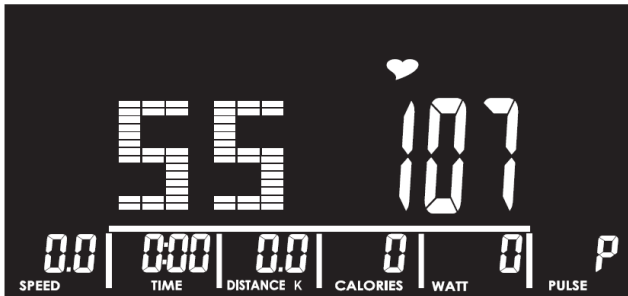 55 107
0.0 0:00 0.0 0 0 P
SPEED TIME DISTANCE K CALORIES WATT PULSE